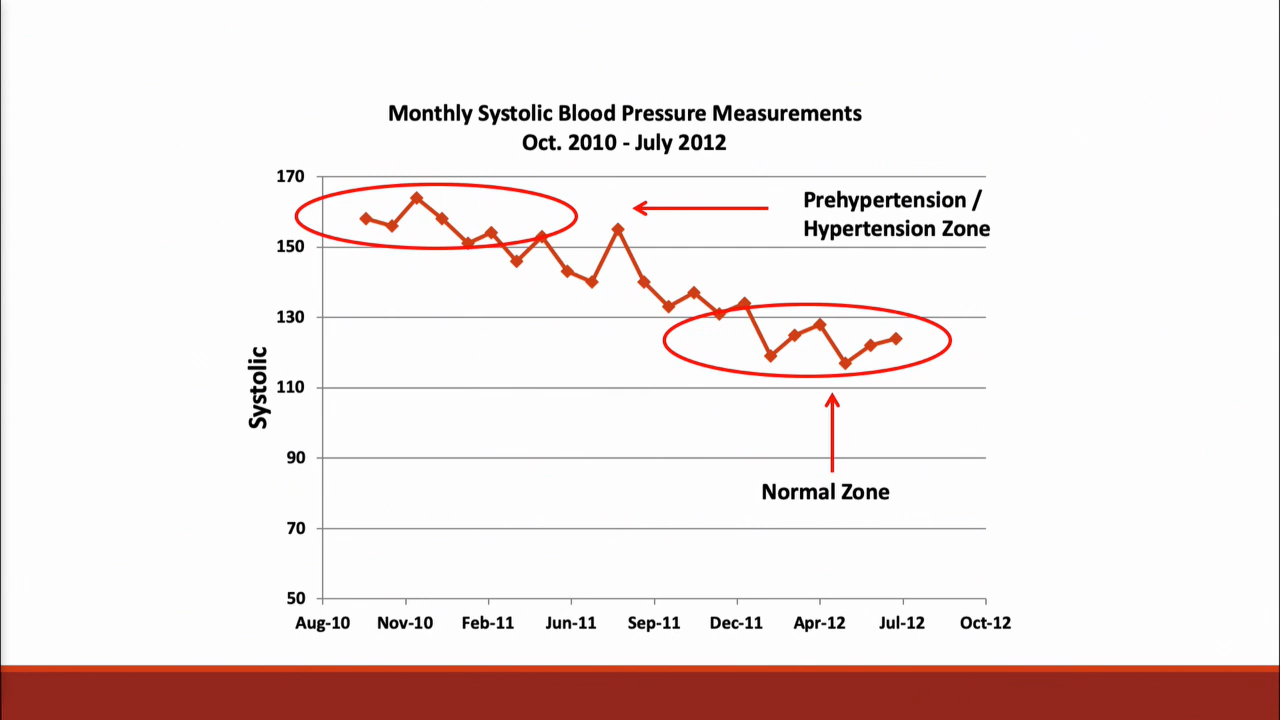 Monthly Systolic Blood Pressure Measurements
Oct. 2010 - July 2012
170
150
130
110
90
70
50
Systolic
Prehypertension /
Hypertension Zone
Normal Zone
Aug-10 Nov-10 Feb-11 Jun-11 Sep-11 Dec-11 Apr-12 Jul-12 Oct-12